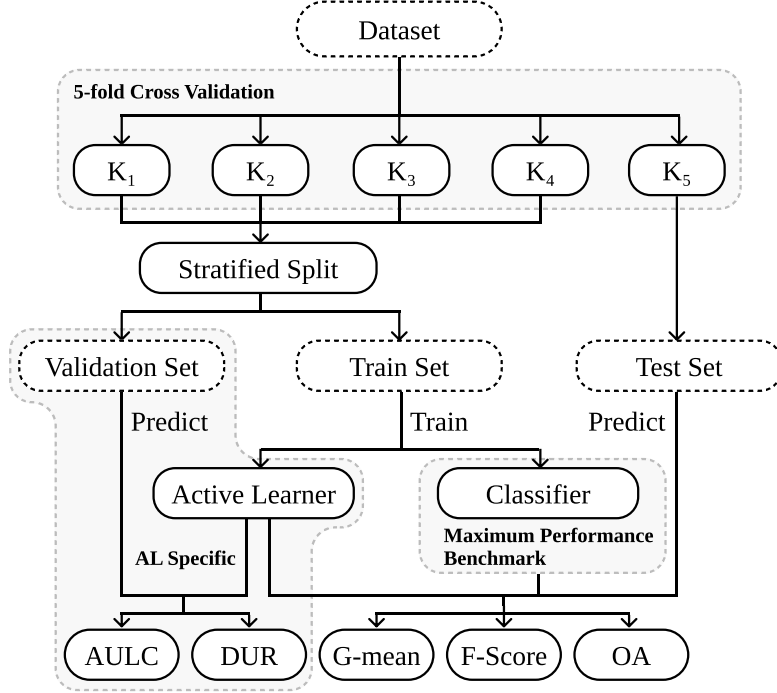 Dataset
5-fold Cross Validation
K1 K2 K3 K4 K5
Stratified Split
Validation Set Train Set Test Set
Predict Train Predict
Active Learner Classifier
Maximum Performance
Benchmark
AL Specific
AULC DUR G-mean F-Score OA